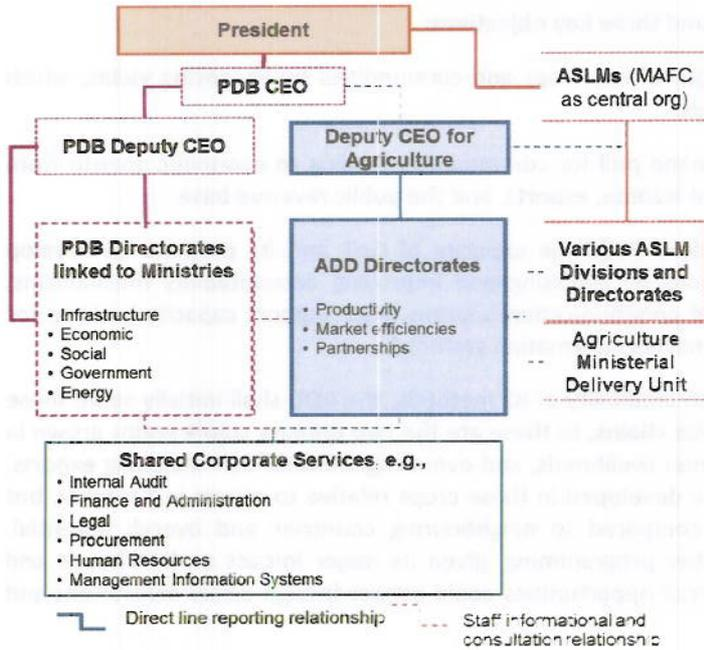 President
PDB CEO
ASLMs (MAFC
as central org)
PDB Deputy CEO
Deputy CEO for
Agriculture
PDB Directorates
linked to Ministries
• Infrastructure
• Economic
• Social
• Government
• Energy
ADD Directorates
• Productivity
• Market efficiencies
• Partnerships
Various ASLM
Divisions and
Directorates
Agriculture
Ministerial
Delivery Unit
Shared Corporate Services, e.g.,
• Internal Audit
• Finance and Administration
• Legal
• Procurement
• Human Resources
• Management Information Systems
Direct line reporting relationship
Staff informational and
consultation relationship